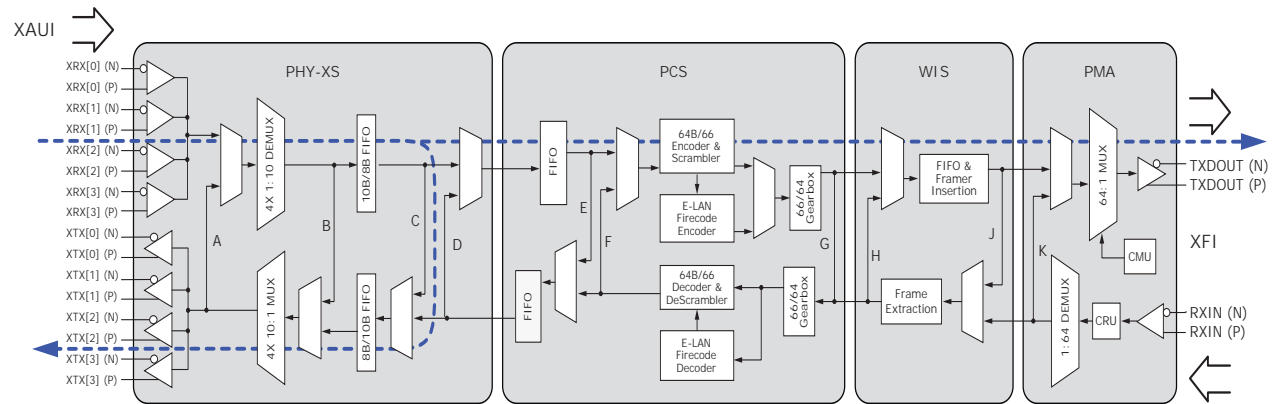 XAUI
PHY-XS
PCS
WIS
PMA
XRX[0] (N)
XRX[0] (P)
XRX[1] (N)
XRX[1] (P)
XRX[2] (N)
XRX[2] (P)
XRX[3] (N)
XRX[3] (P)
XTX[0] (N)
XTX[0] (P)
XTX[1] (N)
XTX[1] (P)
XTX[2] (N)
XTX[2] (P)
XTX[3] (N)
XTX[3] (P)
A
4X 1:10 DEMUX
4X 10:1 MUX
B
10B/8B FIFO
8B/10B FIFO
C
D
FIFO
FIFO
E
F
64B/66
Encoder &
Scrambler
E-LAN
Firecode
Encoder
64B/66
Decoder &
DeScrambler
E-LAN
Firecode
Decoder
66/64
Gearbox
66/64
Gearbox
G
H
FIFO &
Framer
Insertion
Frame
Extraction
J
K
64:1 MUX
CMU
1:64 DEMUX
CRU
TXDOUT (N)
TXDOUT (P)
XFI
RXIN (N)
RXIN (P)